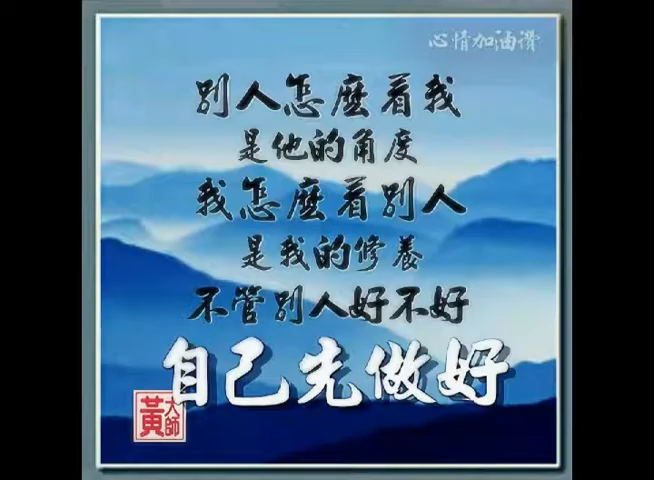 心情加油讚
別人怎麼着我
是他的角度
我怎麼着別人
是我的修養
不管別人好不好
自己先做好
黃大師